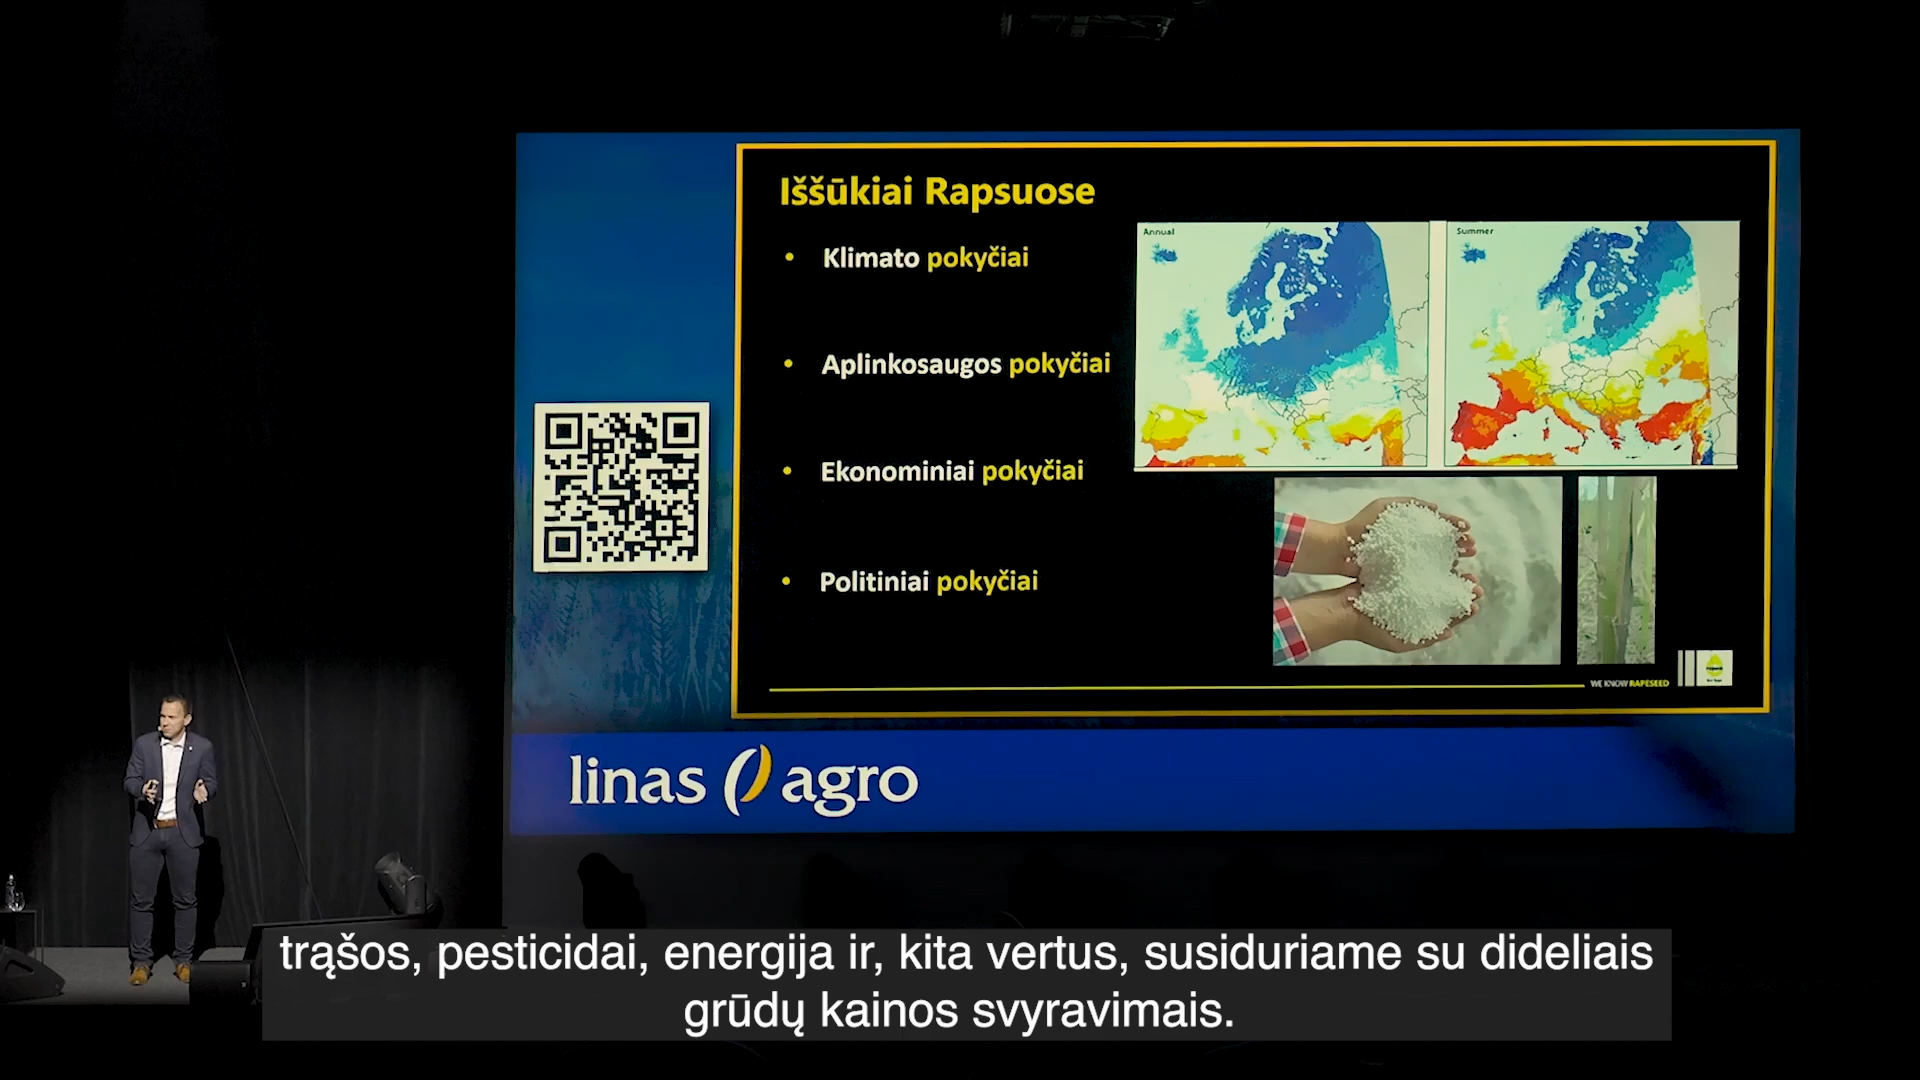 Iššūkiai Rapsuose
• Klimato pokyčiai
• Aplinkosaugos pokyčiai
• Ekonominiai pokyčiai
• Politiniai pokyčiai
Annual
Summer
WE KNOW RAPESEED
linas agro
trąšos, pesticidai, energija ir, kita vertus, susiduriame su dideliais
grūdų kainos svyravimais.